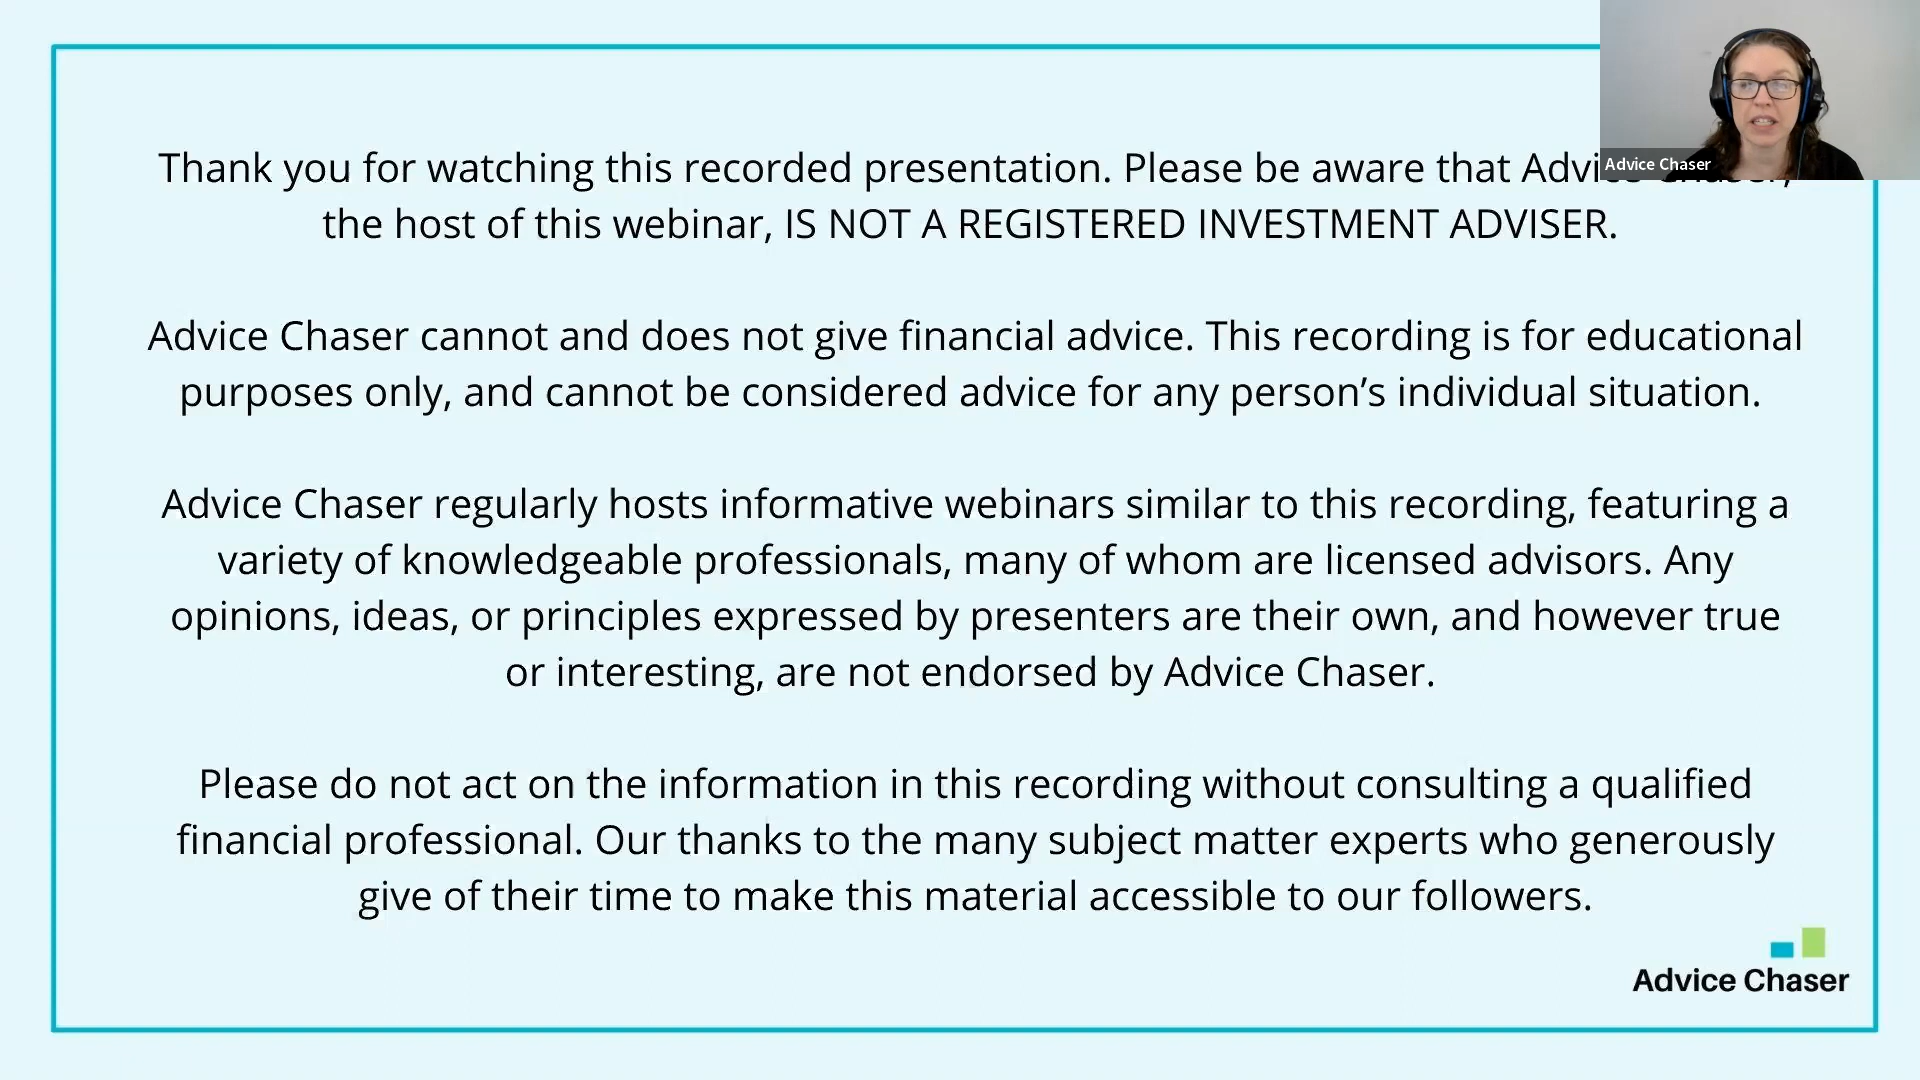 Thank you for watching this recorded presentation. Please be aware that Advice Chaser,
the host of this webinar, IS NOT A REGISTERED INVESTMENT ADVISER.
Advice Chaser cannot and does not give financial advice. This recording is for educational
purposes only, and cannot be considered advice for any person’s individual situation.
Advice Chaser regularly hosts informative webinars similar to this recording, featuring a
variety of knowledgeable professionals, many of whom are licensed advisors. Any
opinions, ideas, or principles expressed by presenters are their own, and however true
or interesting, are not endorsed by Advice Chaser.
Please do not act on the information in this recording without consulting a qualified
financial professional. Our thanks to the many subject matter experts who generously
give of their time to make this material accessible to our followers.
Advice Chaser
Advice Chaser